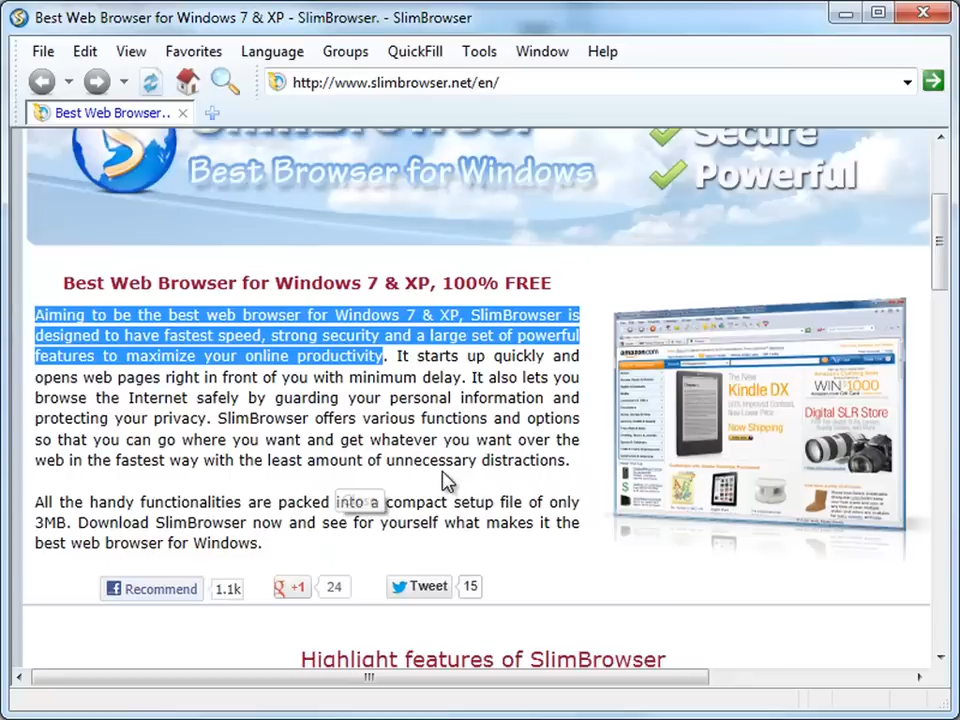 Best Web Browser for Windows 7 & XP - SlimBrowser. - SlimBrowser
File Edit View Favorites Language Groups QuickFill Tools Window Help
http://www.slimbrowser.net/en/
Best Web Browser..
SlimBrowser
Secure
Best Browser for Windows
Powerful
Best Web Browser for Windows 7 & XP, 100% FREE
Aiming to be the best web browser for Windows 7 & XP, SlimBrowser is
designed to have fastest speed, strong security and a large set of powerful
features to maximize your online productivity. It starts up quickly and
opens web pages right in front of you with minimum delay. It also lets you
browse the Internet safely by guarding your personal information and
protecting your privacy. SlimBrowser offers various functions and options
so that you can go where you want and get whatever you want over the
web in the fastest way with the least amount of unnecessary distractions.
All the handy functionalities are packed into a compact setup file of only
3MB. Download SlimBrowser now and see for yourself what makes it the
best web browser for Windows.
amazon.com
The New
Kindle DX
Now Shipping
WIN $1000
Digital SLR Store
Recommend 1.1k
+1 24
Tweet 15
Highlight features of SlimBrowser